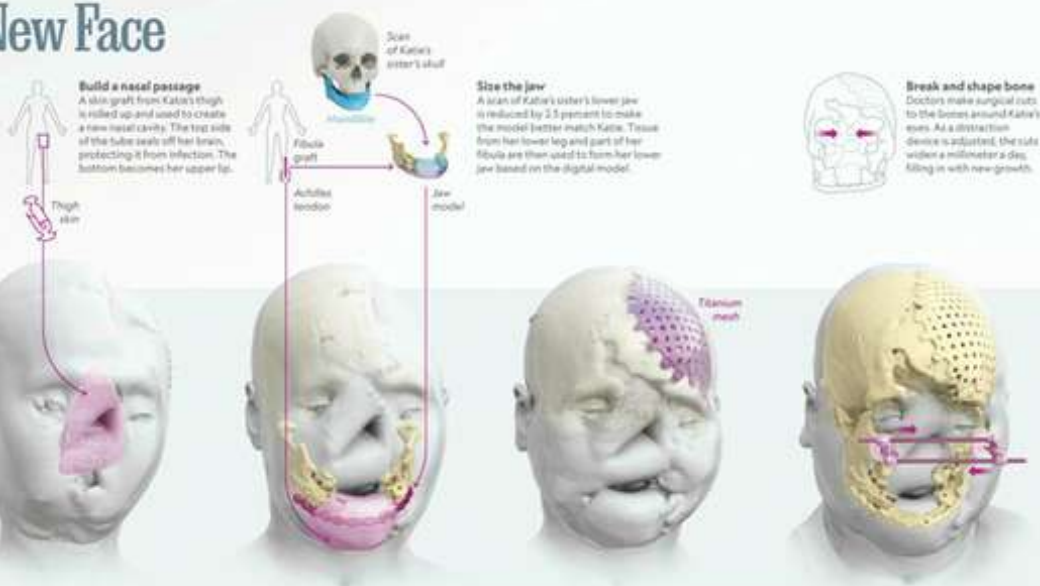 New Face
Build a nasal passage
A skin graft from Katie's thigh
is rolled up and used to create
a new nasal cavity. The top side
of the tube seals off her brain,
protecting it from infection. The
bottom becomes her upper lip.
Thigh
skin
Scan
of Katie's
sister's skull
Mandible
Fibula
graft
Achilles
tendon
Jaw
model
Size the jaw
A scan of Katie's sister's lower jaw
is reduced by 2.5 percent to make
the model better match Katie. Tissue
from her lower leg and part of her
fibula are then used to form her lower
jaw based on the digital model.
Titanium
mesh
Break and shape bone
Doctors make surgical cuts
to the bones around Katie's
eyes. As a distraction
device is adjusted, the cuts
widen a millimeter a day,
filling in with new growth.